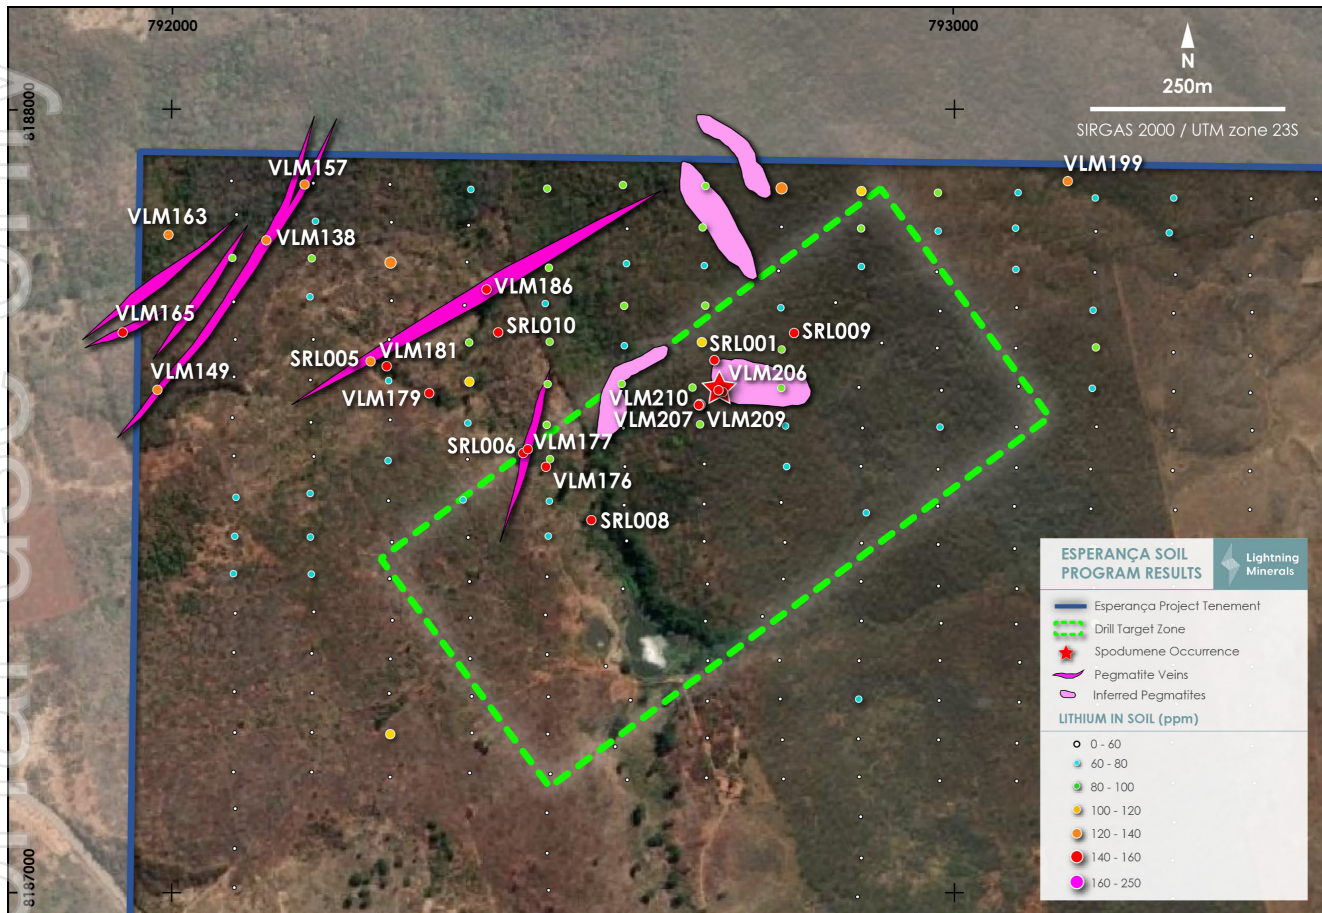 792000
793000
8188000
N
250m
SIRGAS 2000 / UTM zone 23S
VLM157
VLM199
VLM163
VLM138
VLM186
VLM165
SRL010
SRL009
SRL001
SRL005
VLM181
VLM206
VLM149.
VLM179
VLM210
VLM207
VLM209
SRL006
VLM177
VLM176
SRL008
ESPERANÇA SOIL
PROGRAM RESULTS
Lightning
Minerals
Esperança Project Tenement
Drill Target Zone
Spodumene Occurrence
Pegmatite Veins
Inferred Pegmatites
LITHIUM IN SOIL (ppm)
0 - 60
60 - 80
80 - 100
100 - 120
120 - 140
140 - 160
160 - 250
8187000